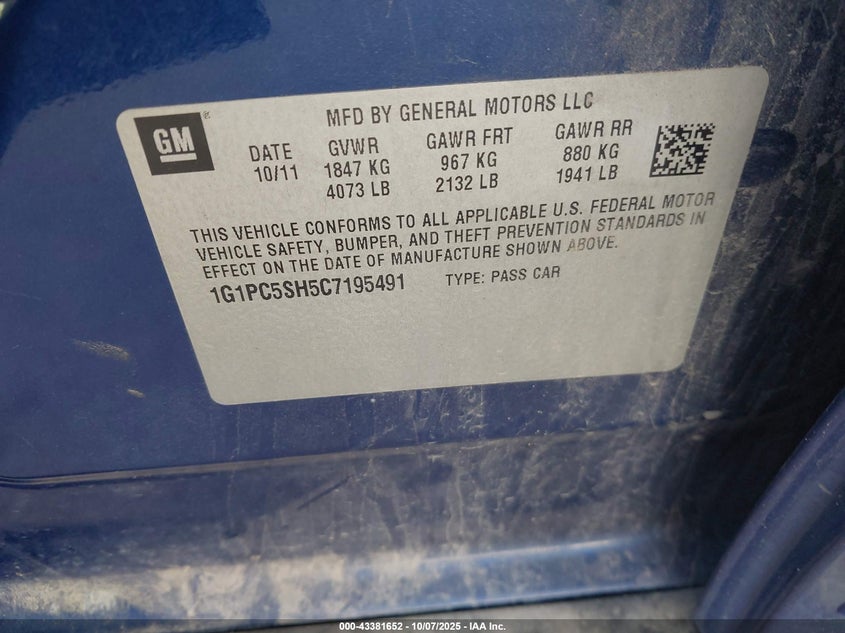 GM ®
MFD BY GENERAL MOTORS LLC
DATE GVWR GAWR FRT GAWR RR
10/11 1847 KG 967 KG 880 KG
4073 LB 2132 LB 1941 LB
THIS VEHICLE CONFORMS TO ALL APPLICABLE U.S. FEDERAL MOTOR
VEHICLE SAFETY, BUMPER, AND THEFT PREVENTION STANDARDS IN
EFFECT ON THE DATE OF MANUFACTURE SHOWN ABOVE.
1G1PC5SH5C7195491 TYPE: PASS CAR
000-43381652 - 10/07/2025 - IAA Inc.